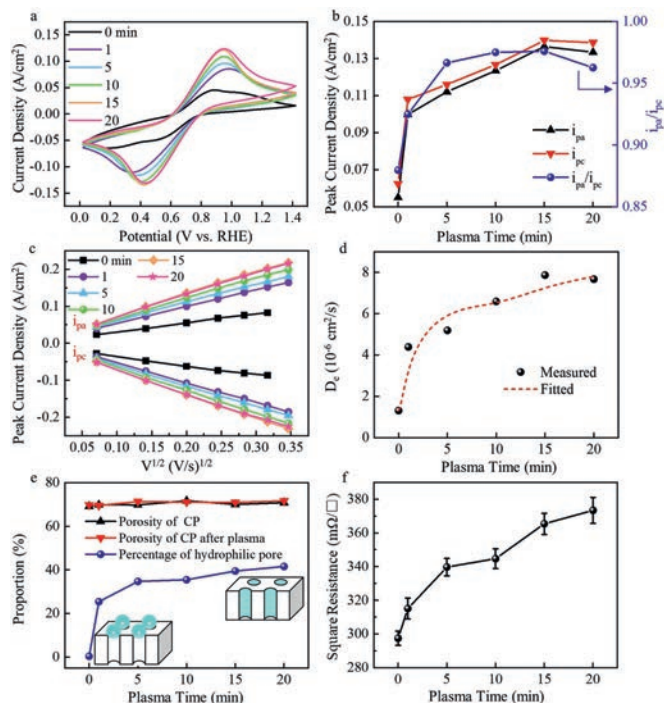 a
0 min
1
5
10
15
20
Current Density (A/cm²)
0.15
0.10
0.05
0.00
-0.05
-0.10
-0.15
0.0 0.2 0.4 0.6 0.8 1.0 1.2 1.4
Potential (V vs. RHE)
b
Peak Current Density (A/cm²)
0.15
0.13
0.11
0.09
0.07
0.05
1.00
0.95
0.90
0.85
iₚₐ/iₚ꜀
iₚₐ
iₚ꜀
iₚₐ/iₚ꜀
0 5 10 15 20
Plasma Time (min)
c
0 min 15
1 20
5
10
Peak Current Density (A/cm²)
0.2
0.1
0.0
-0.1
-0.2
iₚₐ
iₚ꜀
0.05 0.10 0.15 0.20 0.25 0.30 0.35
V¹ᐟ² (V/s)¹ᐟ²
d
Dₑ (10⁻⁶ cm²/s)
8
6
4
2
0
Measured
Fitted
0 5 10 15 20
Plasma Time (min)
e
Proportion (%)
80
60
40
20
0
Porosity of CP
Porosity of CP after plasma
Percentage of hydrophilic pore
0 5 10 15 20
Plasma Time (min)
f
Square Resistance (mΩ/□)
380
360
340
320
300
280
0 5 10 15 20
Plasma Time (min)